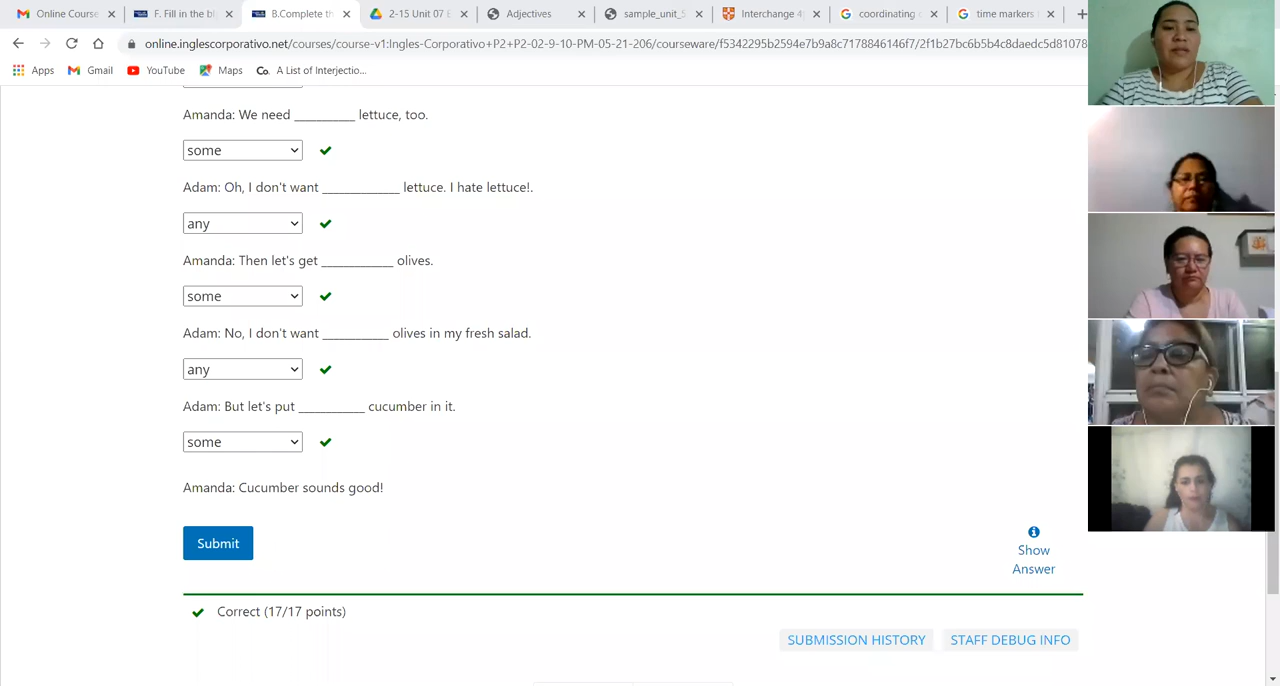 Online Course
F. Fill in the bl
B.Complete th
2-15 Unit 07 E
Adjectives
sample_unit_5
Interchange 4
coordinating
time markers
online.inglescorporativo.net/courses/course-v1:Ingles-Corporativo+P2+P2-02-9-10-PM-05-21-206/courseware/f5342295b2594e7b9a8c7178846146f7/2f1b27bc6b5b4c8daedc5d81078
Apps
Gmail
YouTube
Maps
Co. A List of Interjectio...
Amanda: We need __________ lettuce, too.
some
Adam: Oh, I don't want _____________ lettuce. I hate lettuce!.
any
Amanda: Then let's get ____________ olives.
some
Adam: No, I don't want ___________ olives in my fresh salad.
any
Adam: But let's put ___________ cucumber in it.
some
Amanda: Cucumber sounds good!
Submit
Show
Answer
Correct (17/17 points)
SUBMISSION HISTORY
STAFF DEBUG INFO